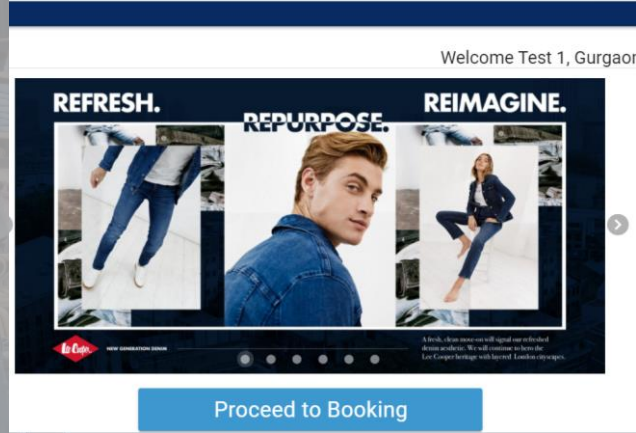 Welcome Test 1, Gurgaon
REFRESH.
REPURPOSE.
REIMAGINE.
Lee Cooper
NEW GENERATION DENIM
A fresh, clean move-on will signal our refreshed
denim aesthetic. We will continue to hero the
Lee Cooper heritage with layered London cityscapes.
Proceed to Booking